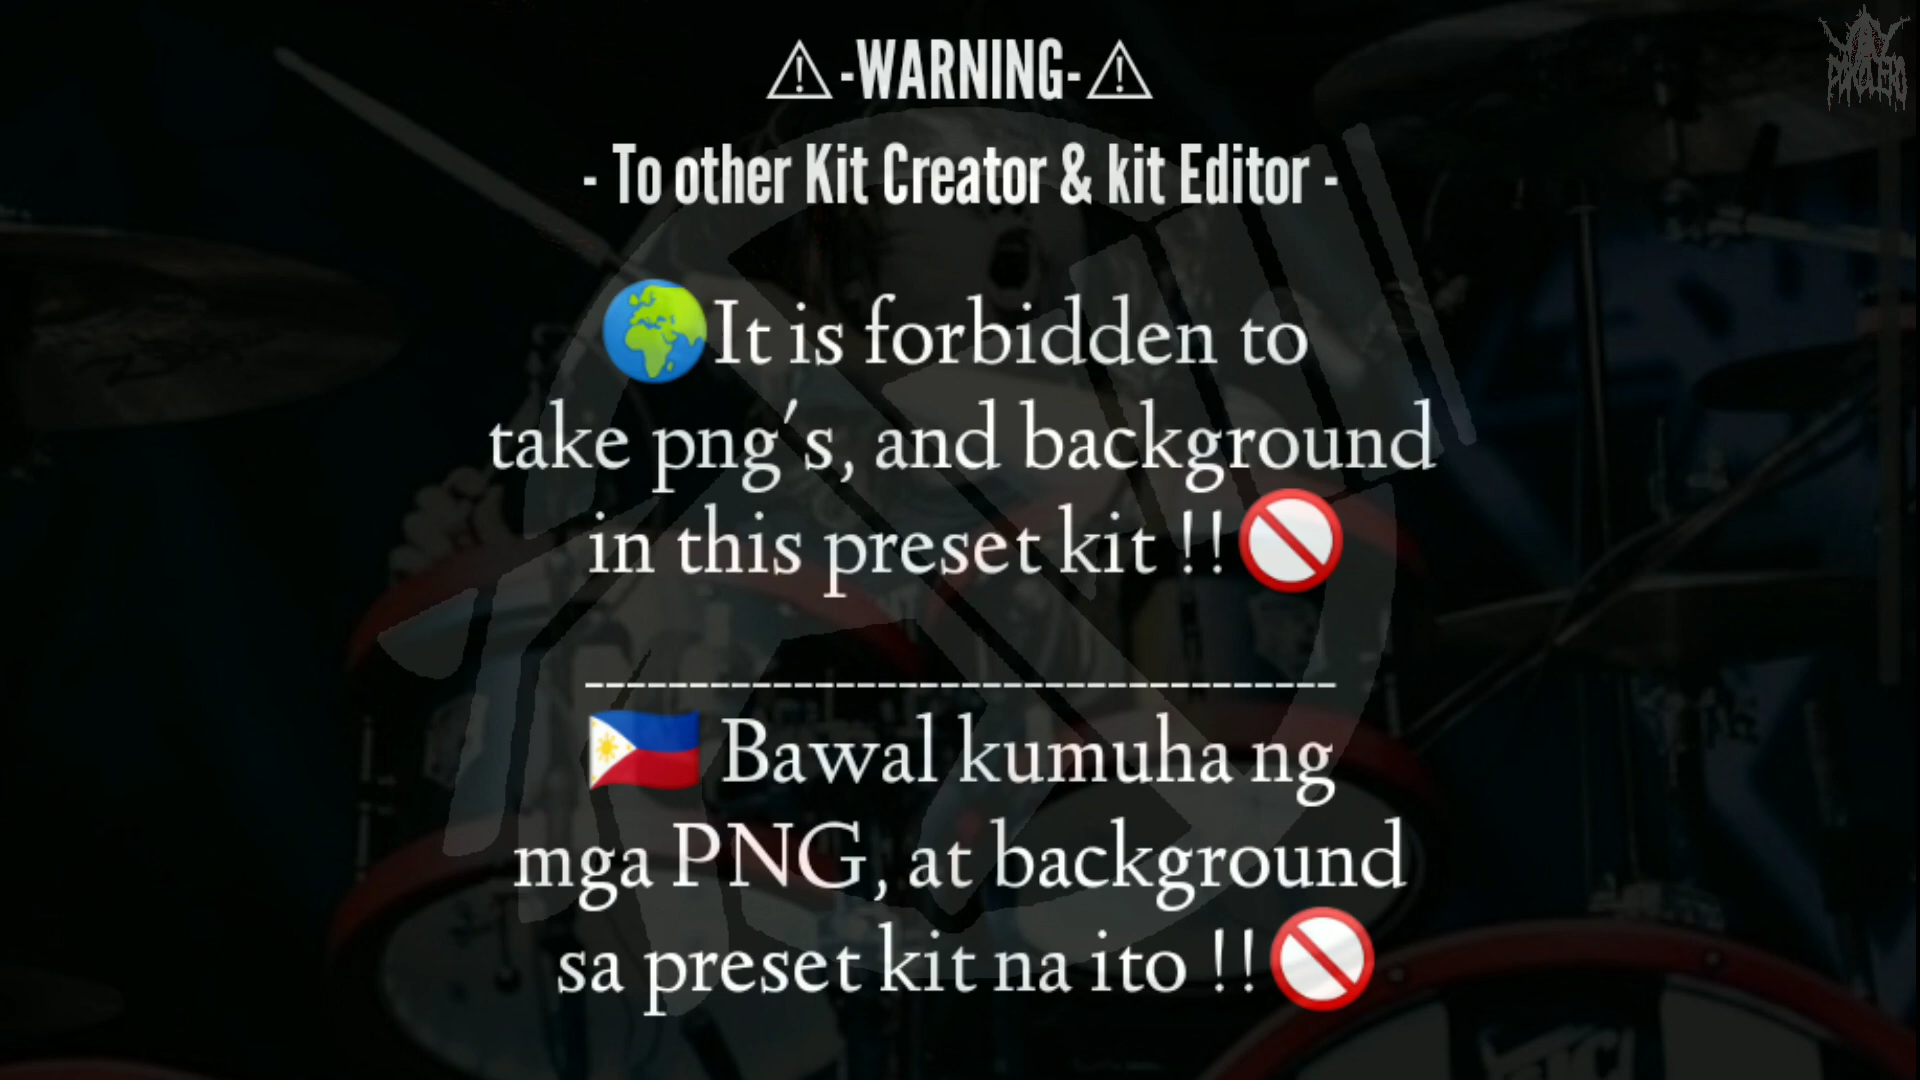 ⚠-WARNING-⚠
- To other Kit Creator & kit Editor -
🌍It is forbidden to
take png's, and background
in this preset kit !!🚫
------------------------------------
🇵🇭 Bawal kumuha ng
mga PNG, at background
sa preset kit na ito !!🚫